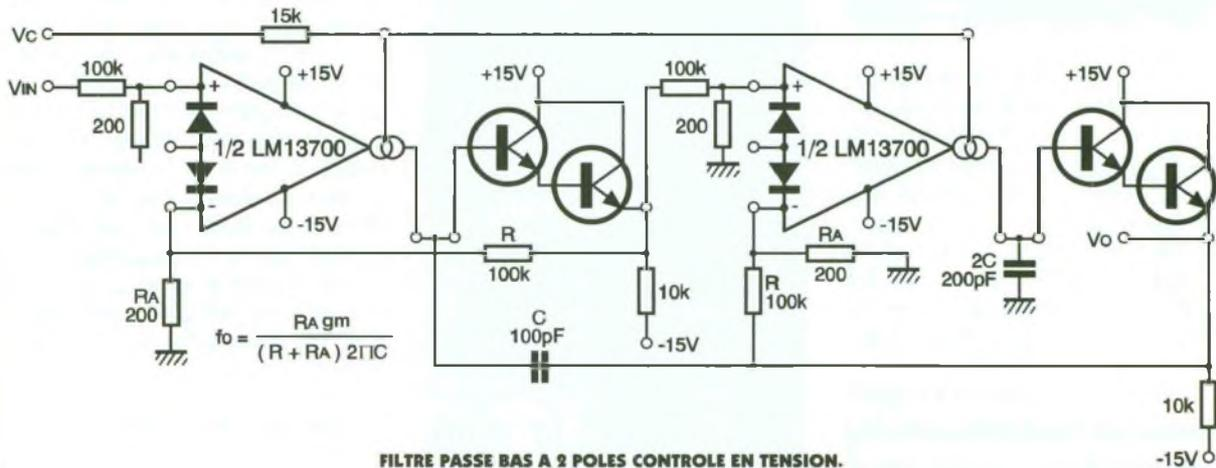 15k
Vc
VIN
100k
200
+
+15V
1/2 LM13700
-
-15V
+15V
100k
200
+
+15V
1/2 LM13700
-
-15V
+15V
R
100k
RA
200
R
100k
Vo
2C
200pF
RA
200
fo = RA gm / ( R + RA ) 2ΠC
10k
-15V
C
100pF
10k
-15V
FILTRE PASSE BAS A 2 POLES CONTROLE EN TENSION.